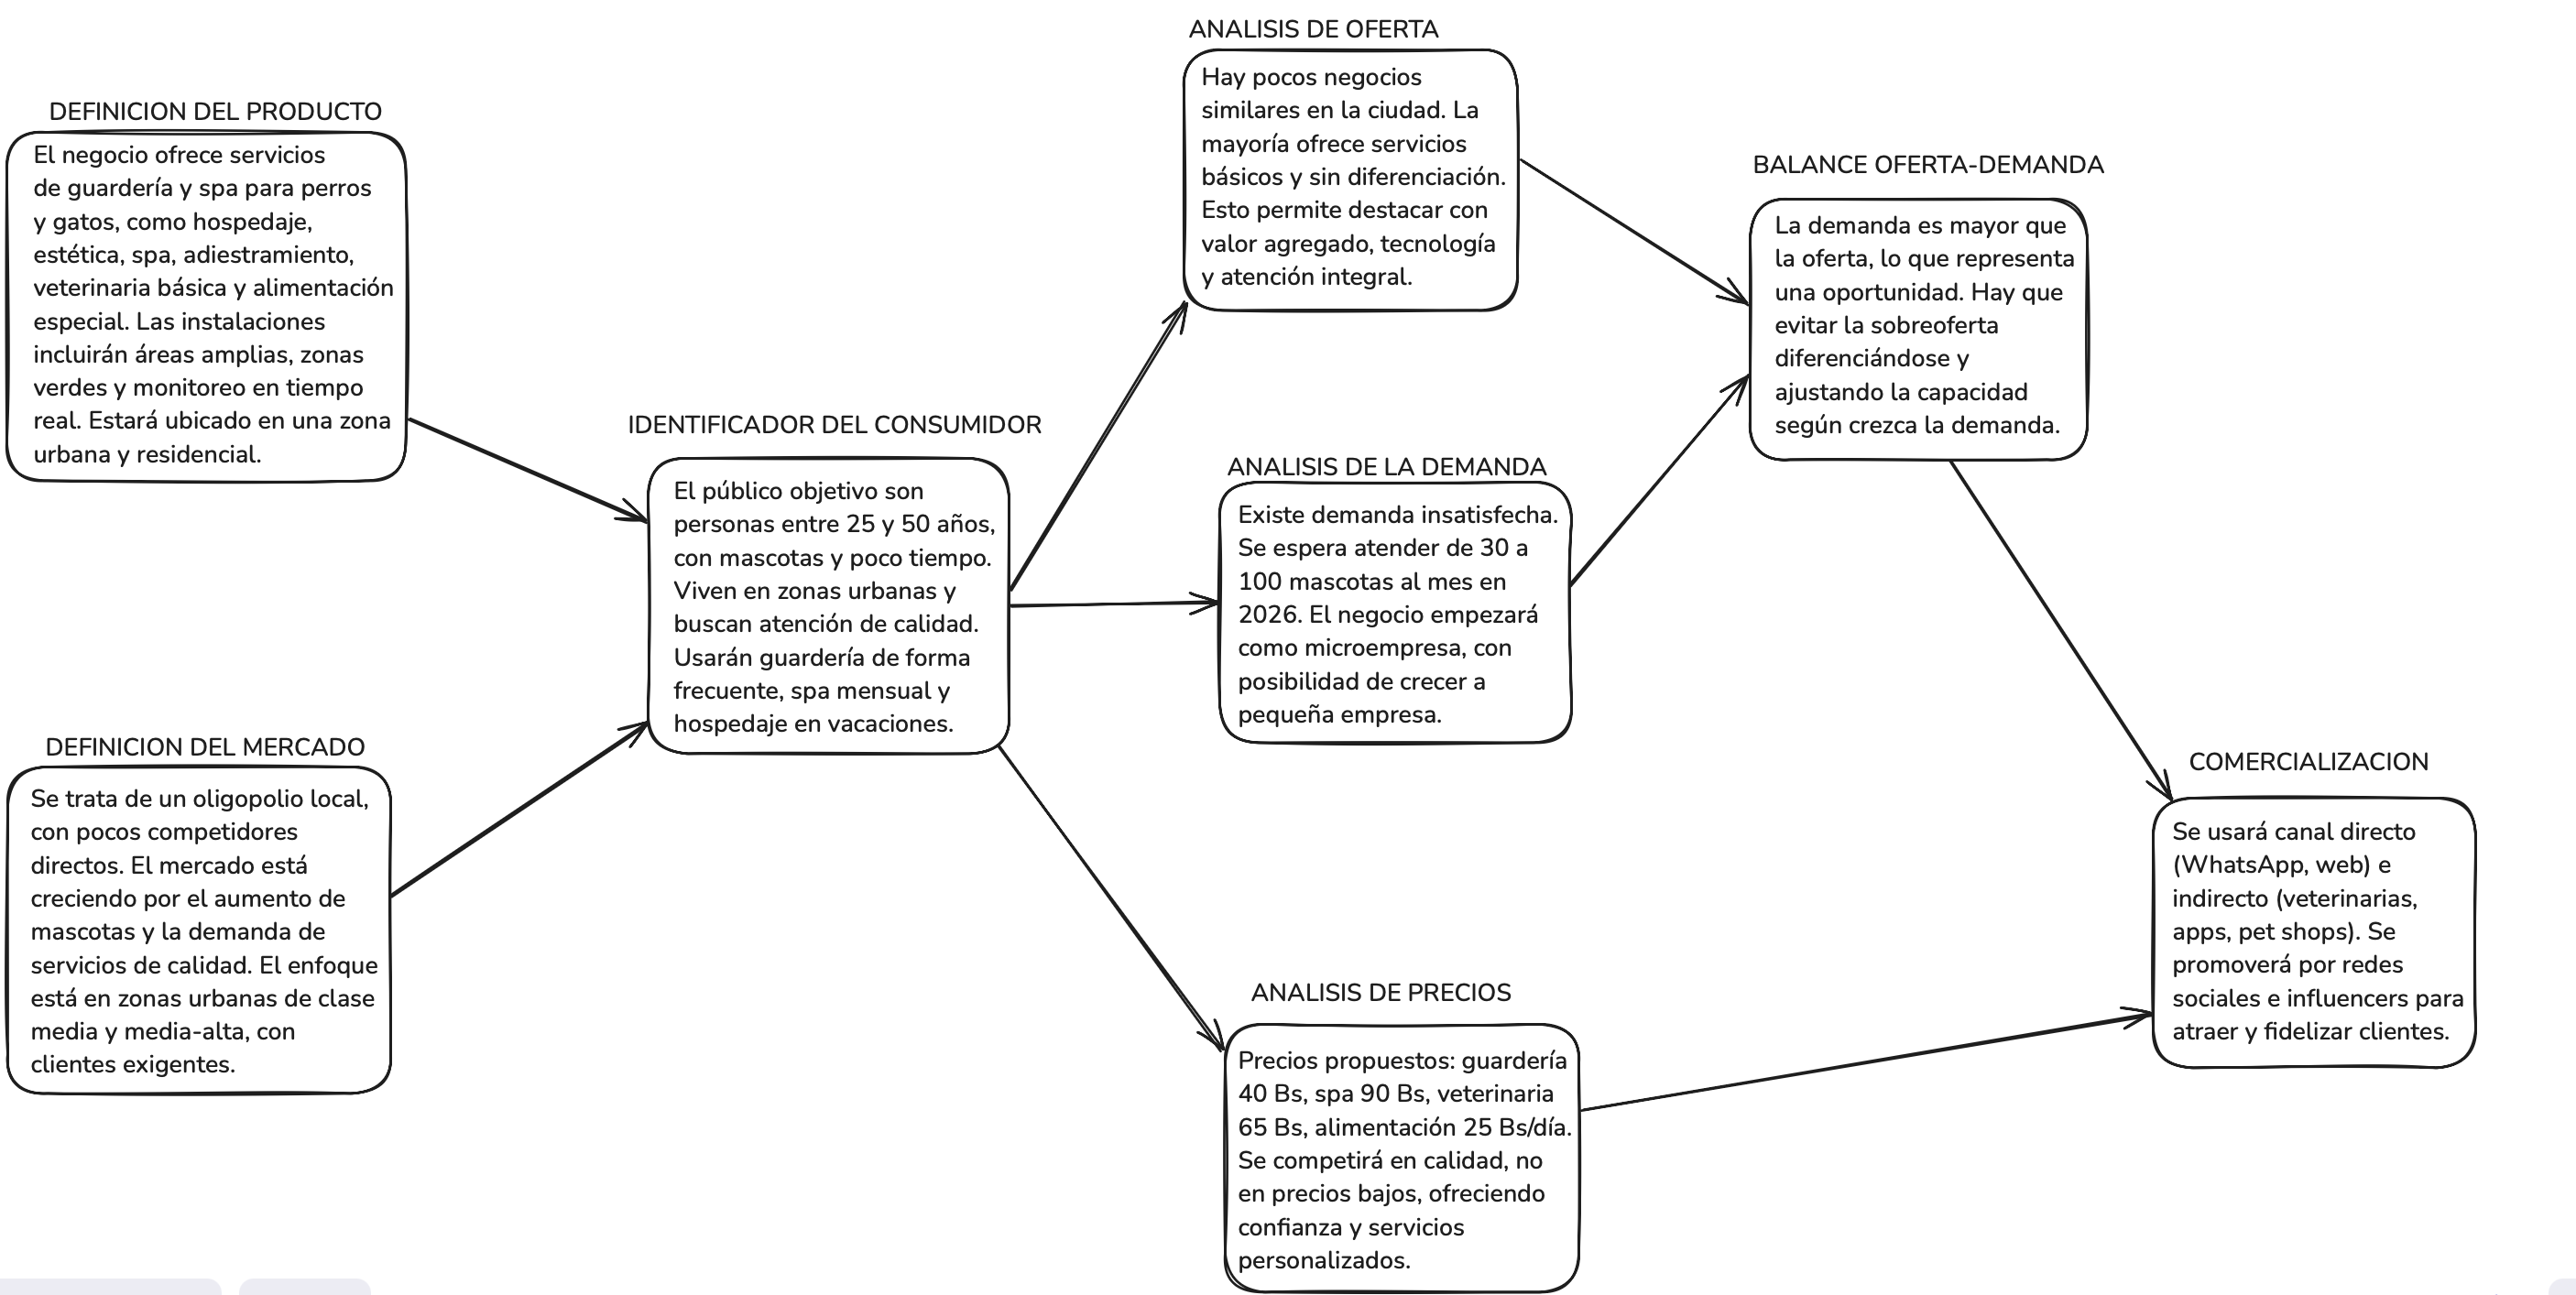 DEFINICION DEL PRODUCTO
El negocio ofrece servicios
de guardería y spa para perros
y gatos, como hospedaje,
estética, spa, adiestramiento,
veterinaria básica y alimentación
especial. Las instalaciones
incluirán áreas amplias, zonas
verdes y monitoreo en tiempo
real. Estará ubicado en una zona
urbana y residencial.
DEFINICION DEL MERCADO
Se trata de un oligopolio local,
con pocos competidores
directos. El mercado está
creciendo por el aumento de
mascotas y la demanda de
servicios de calidad. El enfoque
está en zonas urbanas de clase
media y media-alta, con
clientes exigentes.
IDENTIFICADOR DEL CONSUMIDOR
El público objetivo son
personas entre 25 y 50 años,
con mascotas y poco tiempo.
Viven en zonas urbanas y
buscan atención de calidad.
Usarán guardería de forma
frecuente, spa mensual y
hospedaje en vacaciones.
ANALISIS DE OFERTA
Hay pocos negocios
similares en la ciudad. La
mayoría ofrece servicios
básicos y sin diferenciación.
Esto permite destacar con
valor agregado, tecnología
y atención integral.
ANALISIS DE LA DEMANDA
Existe demanda insatisfecha.
Se espera atender de 30 a
100 mascotas al mes en
2026. El negocio empezará
como microempresa, con
posibilidad de crecer a
pequeña empresa.
ANALISIS DE PRECIOS
Precios propuestos: guardería
40 Bs, spa 90 Bs, veterinaria
65 Bs, alimentación 25 Bs/día.
Se competirá en calidad, no
en precios bajos, ofreciendo
confianza y servicios
personalizados.
BALANCE OFERTA-DEMANDA
La demanda es mayor que
la oferta, lo que representa
una oportunidad. Hay que
evitar la sobreoferta
diferenciándose y
ajustando la capacidad
según crezca la demanda.
COMERCIALIZACION
Se usará canal directo
(WhatsApp, web) e
indirecto (veterinarias,
apps, pet shops). Se
promoverá por redes
sociales e influencers para
atraer y fidelizar clientes.